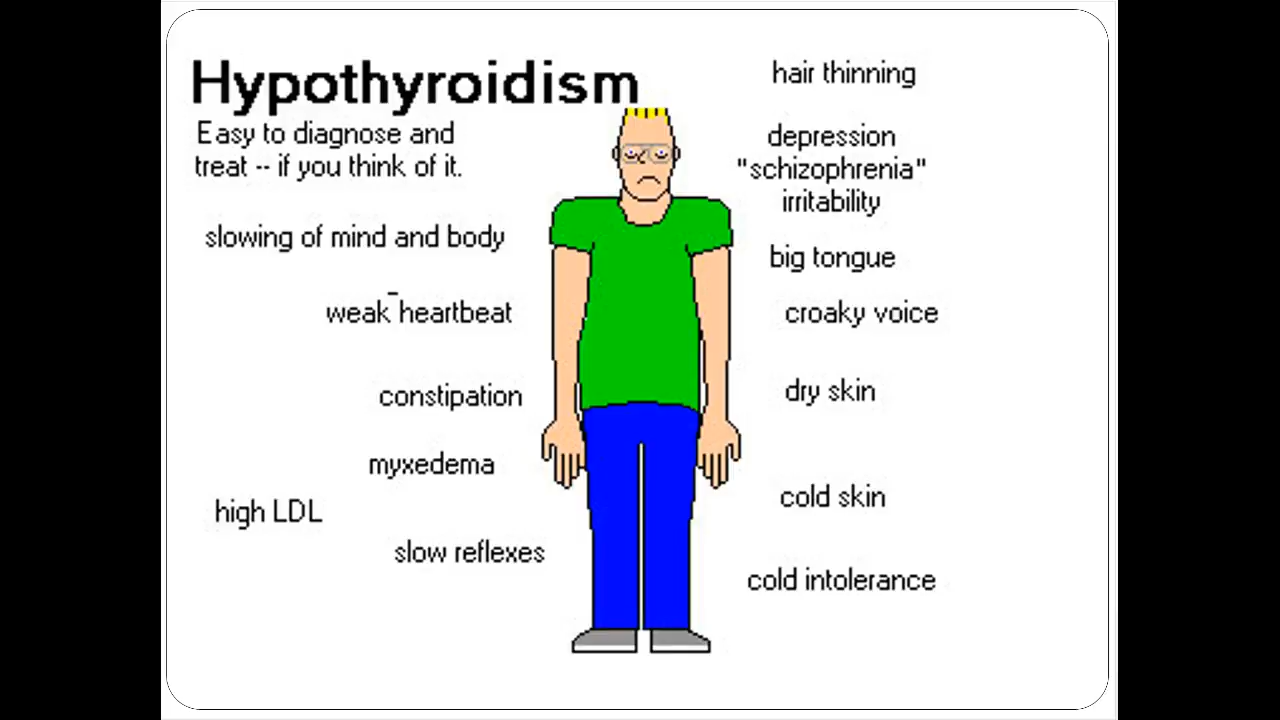 Hypothyroidism
Easy to diagnose and
treat -- if you think of it.
slowing of mind and body
weak heartbeat
constipation
myxedema
high LDL
slow reflexes
hair thinning
depression
"schizophrenia"
irritability
big tongue
croaky voice
dry skin
cold skin
cold intolerance